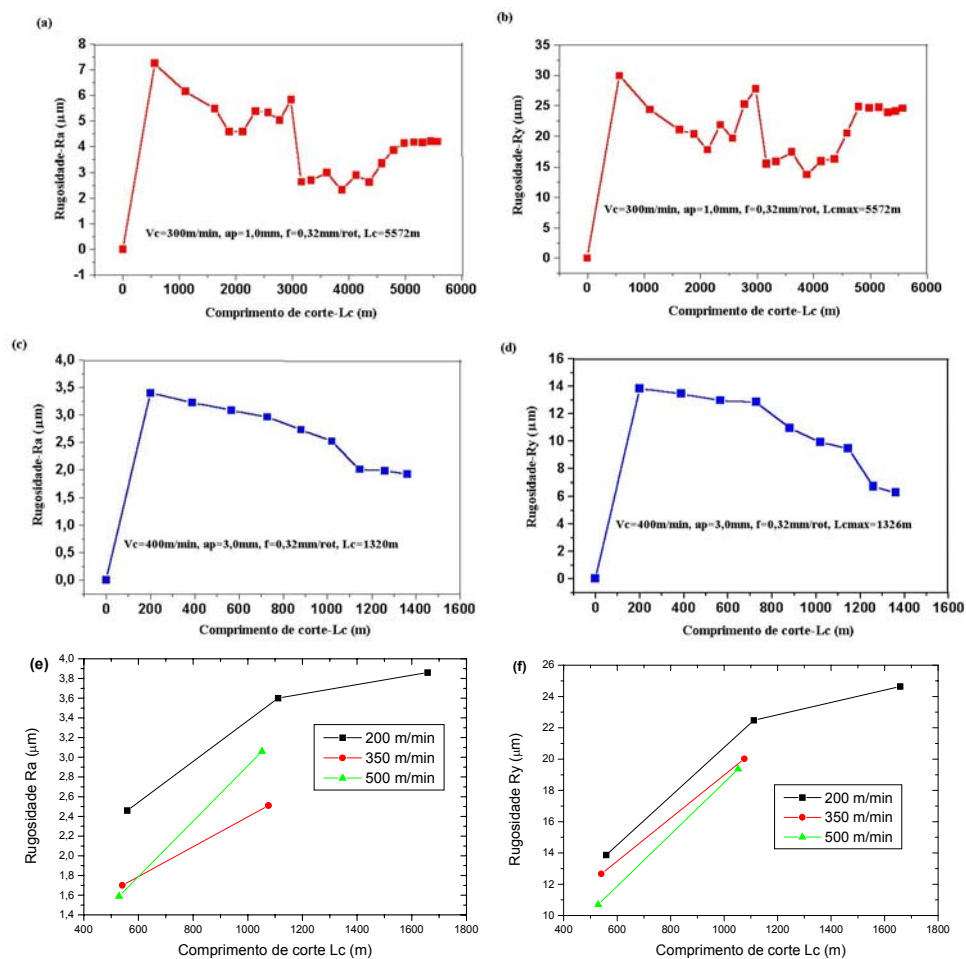 (a)
Rugosidade-Ra (μm)
8
7
6
5
4
3
2
1
0
-1
Vc=300m/min, ap=1,0mm, f=0,32mm/rot, Lc=5572m
0 1000 2000 3000 4000 5000 6000
Comprimento de corte-Lc (m)
(b)
Rugosidade-Ry (μm)
35
30
25
20
15
10
5
0
Vc=300m/min, ap=1,0mm, f=0,32mm/rot, Lcmax=5572m
0 1000 2000 3000 4000 5000 6000
Comprimento de corte-Lc (m)
(c)
Rugosidade-Ra (μm)
4,0
3,5
3,0
2,5
2,0
1,5
1,0
0,5
0,0
Vc=400m/min, ap=3,0mm, f=0,32mm/rot, Lc=1320m
0 200 400 600 800 1000 1200 1400 1600
Comprimento de corte-Lc (m)
(d)
Rugosidade-Ry (μm)
16
14
12
10
8
6
4
2
0
Vc=400m/min, ap=3,0mm, f=0,32mm/rot, Lcmax=1326m
0 200 400 600 800 1000 1200 1400 1600
Comprimento de corte-Lc (m)
(e)
Rugosidade Ra (μm)
4,0
3,8
3,6
3,4
3,2
3,0
2,8
2,6
2,4
2,2
2,0
1,8
1,6
1,4
200 m/min
350 m/min
500 m/min
400 600 800 1000 1200 1400 1600 1800
Comprimento de corte Lc (m)
(f)
Rugosidade Ry (μm)
26
24
22
20
18
16
14
12
10
200 m/min
350 m/min
500 m/min
400 600 800 1000 1200 1400 1600 1800
Comprimento de corte Lc (m)